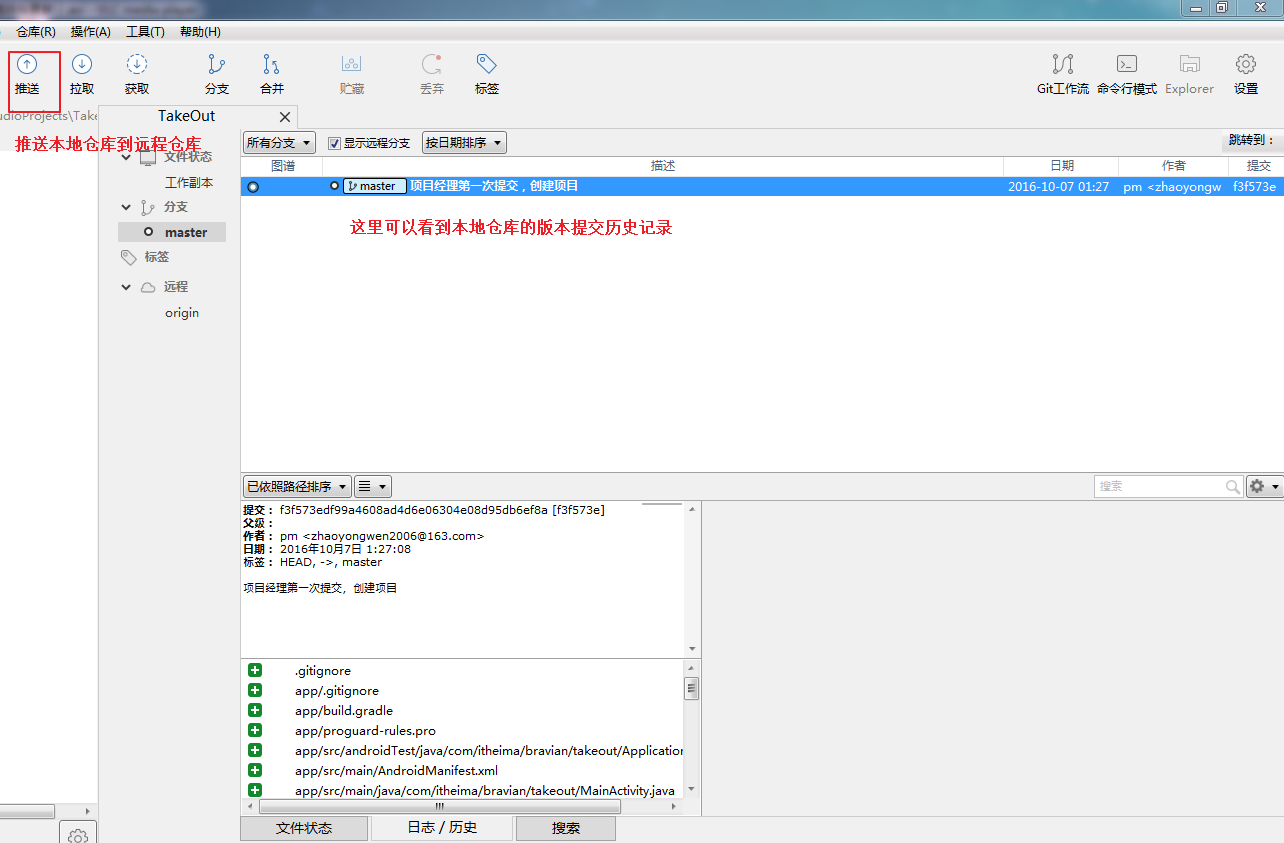 仓库(R) 操作(A) 工具(T) 帮助(H)
推送 拉取 获取 分支 合并 贮藏 丢弃 标签 Git工作流 命令行模式 Explorer 设置
udioProjects\Take TakeOut
推送本地仓库到远程仓库
所有分支 显示远程分支 按日期排序 跳转到：
文件状态
图谱 描述 日期 作者 提交
工作副本
master 项目经理第一次提交，创建项目 2016-10-07 01:27 pm <zhaoyongw f3f573e
分支
这里可以看到本地仓库的版本提交历史记录
master
标签
远程
origin
已依照路径排序 搜索
提交： f3f573edf99a4608ad4d6e06304e08d95db6ef8a [f3f573e]
父级：
作者： pm <zhaoyongwen2006@163.com>
日期： 2016年10月7日 1:27:08
标签： HEAD, ->, master
项目经理第一次提交，创建项目
.gitignore
app/.gitignore
app/build.gradle
app/proguard-rules.pro
app/src/androidTest/java/com/itheima/bravian/takeout/Application
app/src/main/AndroidManifest.xml
app/src/main/java/com/itheima/bravian/takeout/MainActivity.java
文件状态 日志 / 历史 搜索